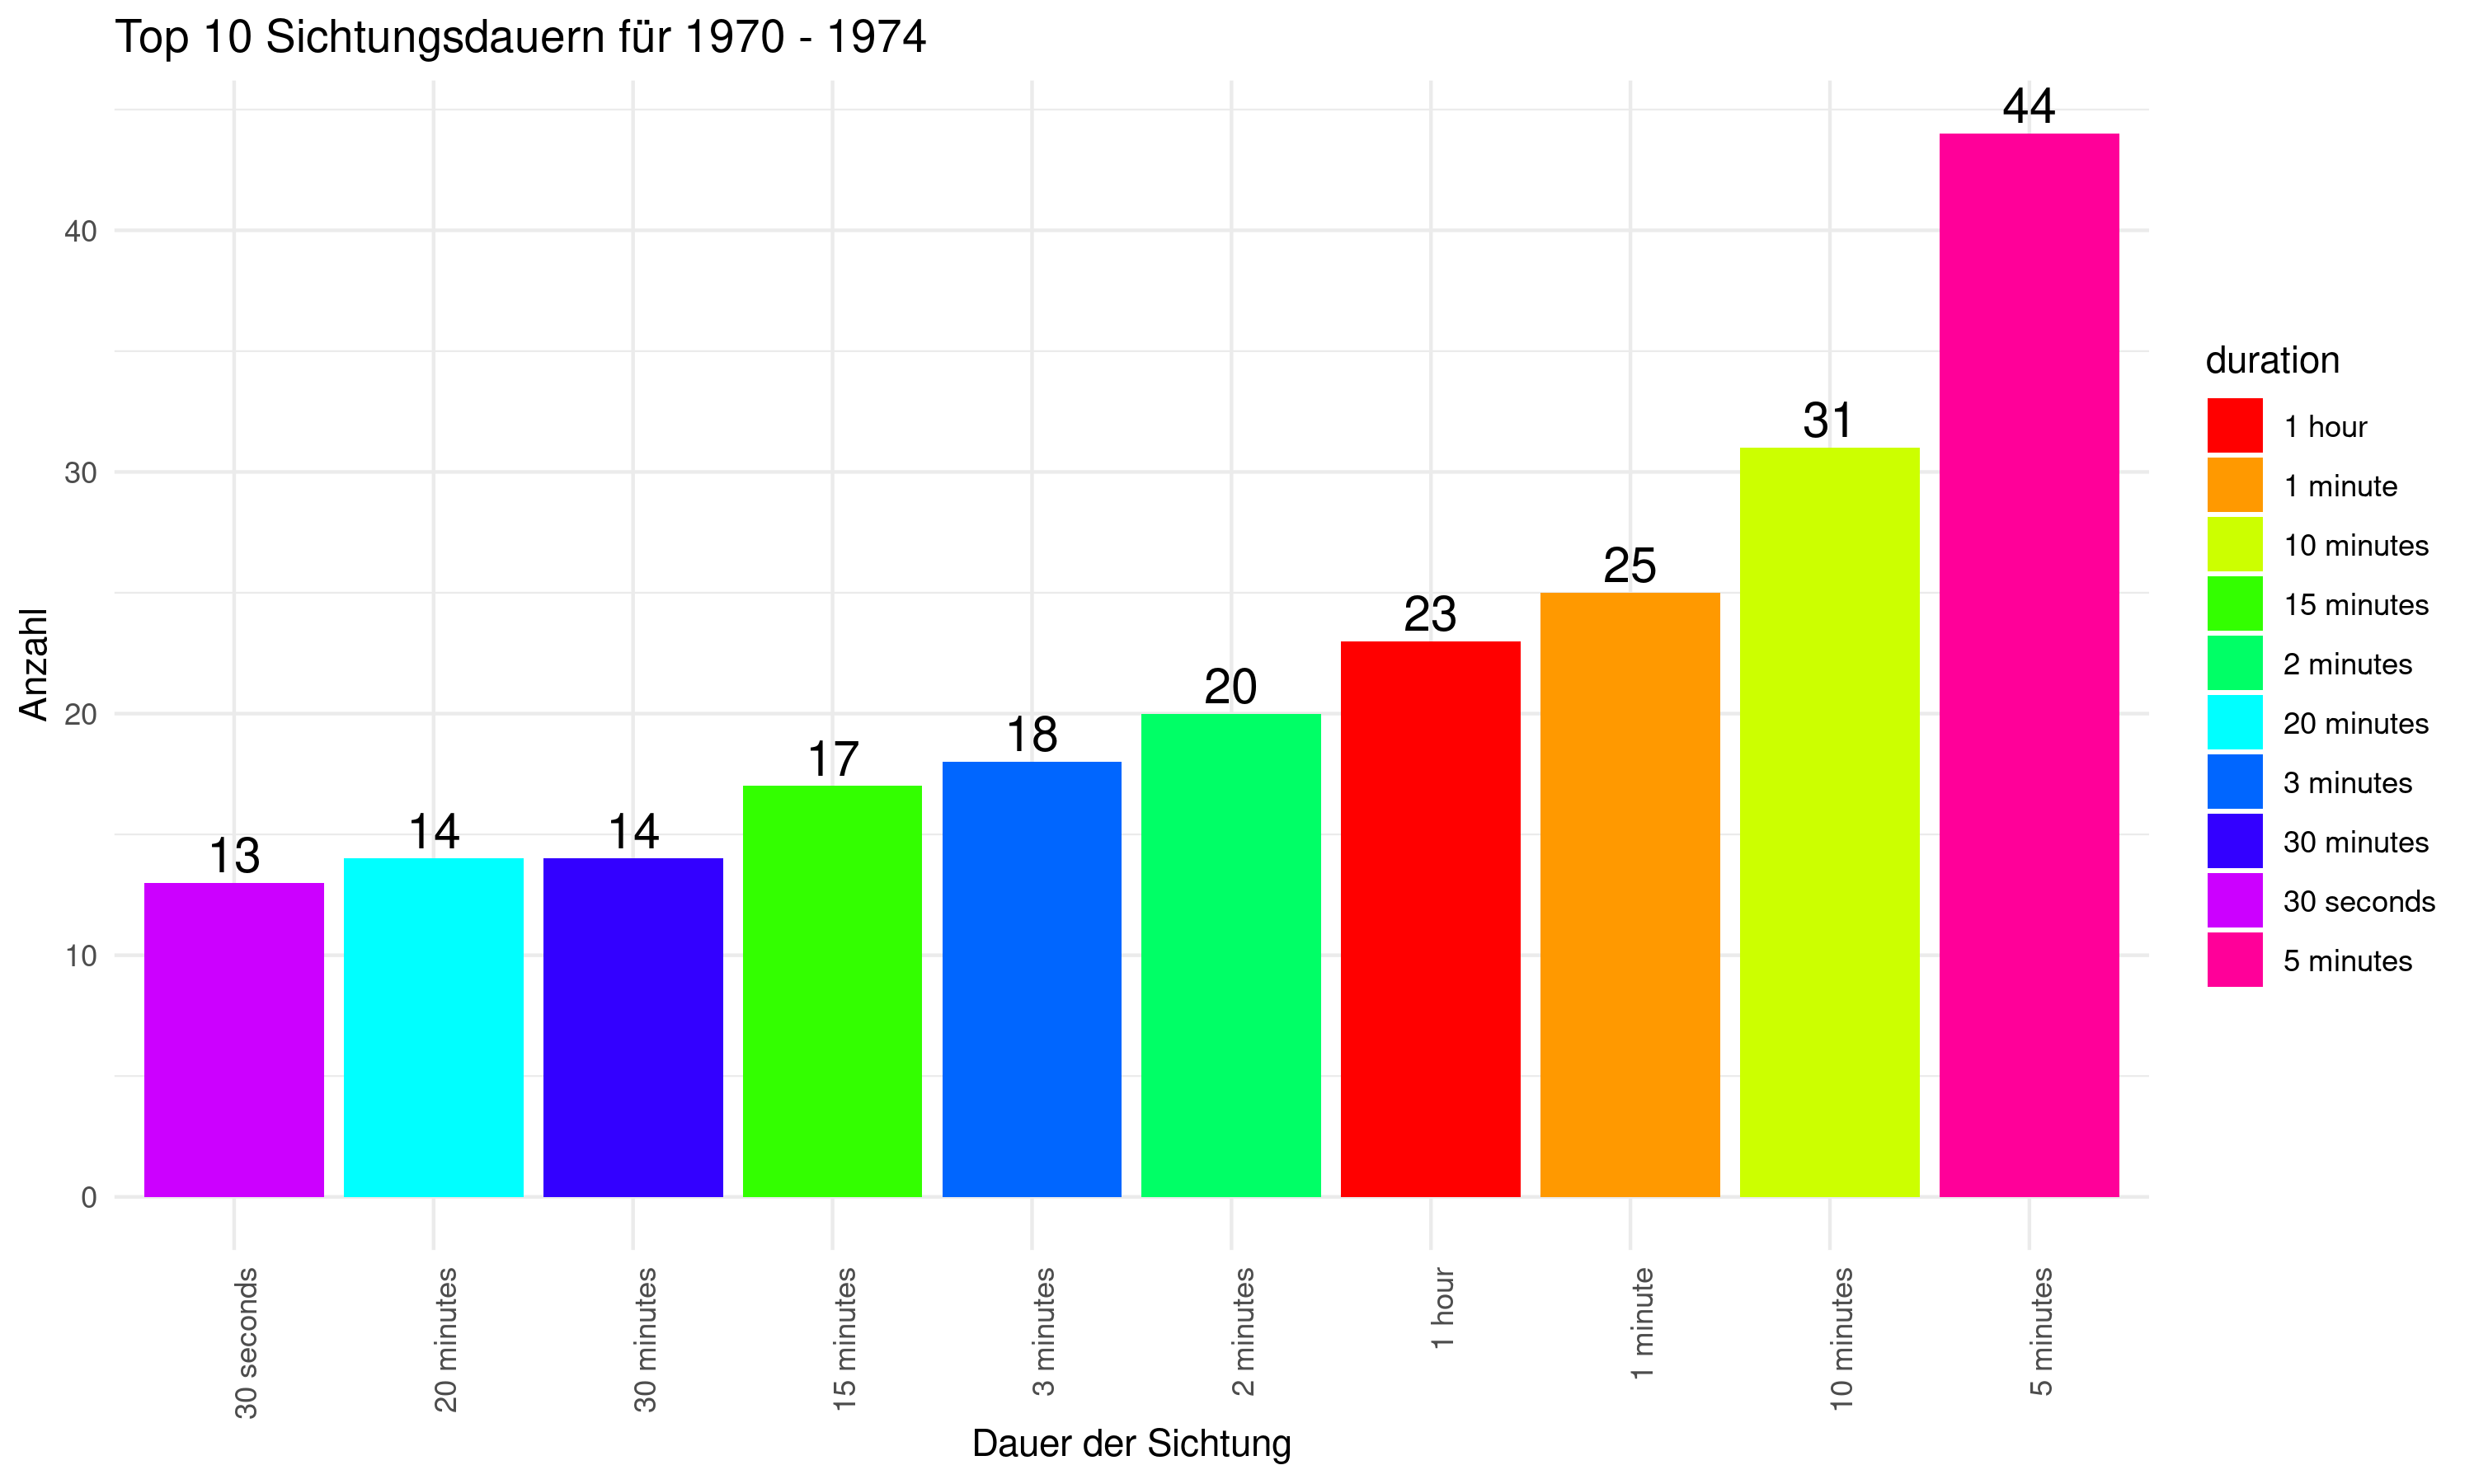 Top 10 Sichtungsdauern für 1970 - 1974
Anzahl
40
30
20
10
0
13
14
14
17
18
20
23
25
31
44
30 seconds
20 minutes
30 minutes
15 minutes
3 minutes
2 minutes
1 hour
1 minute
10 minutes
5 minutes
Dauer der Sichtung
duration
1 hour
1 minute
10 minutes
15 minutes
2 minutes
20 minutes
3 minutes
30 minutes
30 seconds
5 minutes